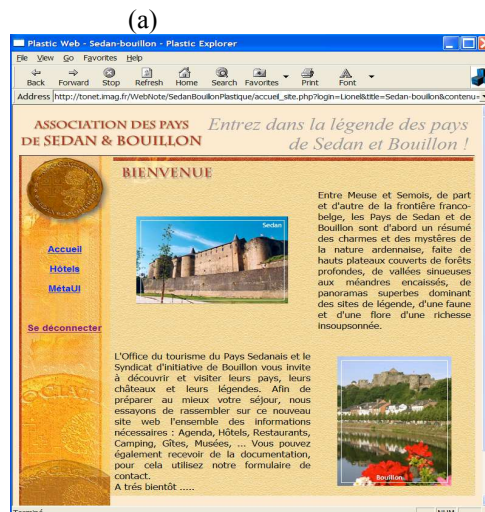 (a)
Plastic Web - Sedan-bouillon - Plastic Explorer
File View Go Favorites Help
Back Forward Stop Refresh Home Search Favorites Print Font
Address http://tonet.imag.fr/WebNote/SedanBouillonPlastique/accueil_site.php?login=Lionel&title=Sedan-bouillon&contenu=
ASSOCIATION DES PAYS
DE SEDAN & BOUILLON
Entrez dans la légende des pays
de Sedan et Bouillon !
BIENVENUE
Sedan
Accueil
Hôtels
MétaUI
Se déconnecter
Entre Meuse et Semois, de part
et d'autre de la frontière franco-
belge, les Pays de Sedan et de
Bouillon sont d'abord un résumé
des charmes et des mystères de
la nature ardennaise, faite de
hauts plateaux couverts de forêts
profondes, de vallées sinueuses
aux méandres encaissés, de
panoramas superbes dominant
des sites de légende, d'une faune
et d'une flore d'une richesse
insoupsonnée.
L'Office du tourisme du Pays Sedanais et le
Syndicat d'initiative de Bouillon vous invite
à découvrir et visiter leurs pays, leurs
châteaux et leurs légendes. Afin de
préparer au mieux votre séjour, nous
essayons de rassembler sur ce nouveau
site web l'ensemble des informations
nécessaires : Agenda, Hôtels, Restaurants,
Camping, Gîtes, Musées, ... Vous pouvez
également recevoir de la documentation,
pour cela utilisez notre formulaire de
contact.
A trés bientôt .....
Bouillon
Terminé
NUM